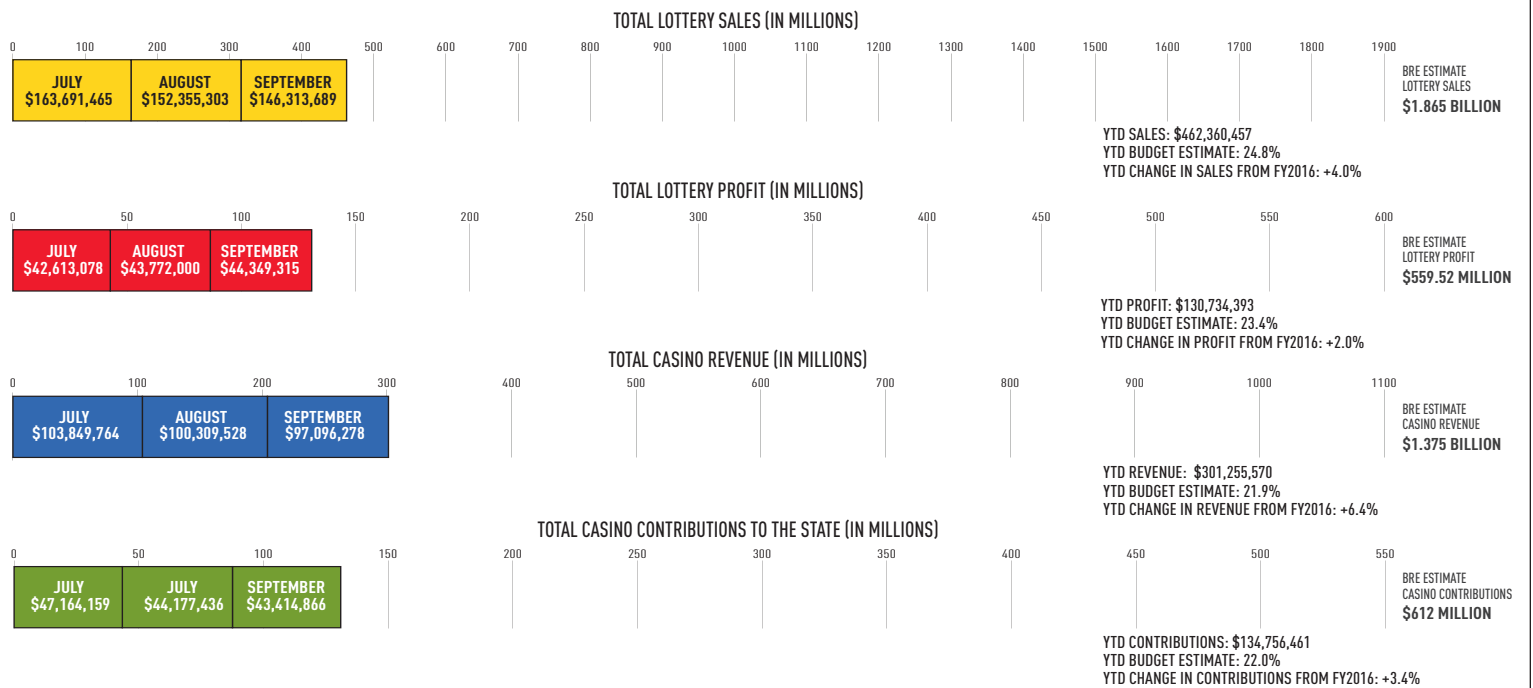 TOTAL LOTTERY SALES (IN MILLIONS)
0 100 200 300 400 500 600 700 800 900 1000 1100 1200 1300 1400 1500 1600 1700 1800 1900
JULY
$163,691,465
AUGUST
$152,355,303
SEPTEMBER
$146,313,689
BRE ESTIMATE
LOTTERY SALES
$1.865 BILLION
YTD SALES: $462,360,457
YTD BUDGET ESTIMATE: 24.8%
YTD CHANGE IN SALES FROM FY2016: +4.0%
TOTAL LOTTERY PROFIT (IN MILLIONS)
0 50 100 150 200 250 300 350 400 450 500 550 600
JULY
$42,613,078
AUGUST
$43,772,000
SEPTEMBER
$44,349,315
BRE ESTIMATE
LOTTERY PROFIT
$559.52 MILLION
YTD PROFIT: $130,734,393
YTD BUDGET ESTIMATE: 23.4%
YTD CHANGE IN PROFIT FROM FY2016: +2.0%
TOTAL CASINO REVENUE (IN MILLIONS)
0 100 200 300 400 500 600 700 800 900 1000 1100
JULY
$103,849,764
AUGUST
$100,309,528
SEPTEMBER
$97,096,278
BRE ESTIMATE
CASINO REVENUE
$1.375 BILLION
YTD REVENUE: $301,255,570
YTD BUDGET ESTIMATE: 21.9%
YTD CHANGE IN REVENUE FROM FY2016: +6.4%
TOTAL CASINO CONTRIBUTIONS TO THE STATE (IN MILLIONS)
0 50 100 150 200 250 300 350 400 450 500 550
JULY
$47,164,159
JULY
$44,177,436
SEPTEMBER
$43,414,866
BRE ESTIMATE
CASINO CONTRIBUTIONS
$612 MILLION
YTD CONTRIBUTIONS: $134,756,461
YTD BUDGET ESTIMATE: 22.0%
YTD CHANGE IN CONTRIBUTIONS FROM FY2016: +3.4%